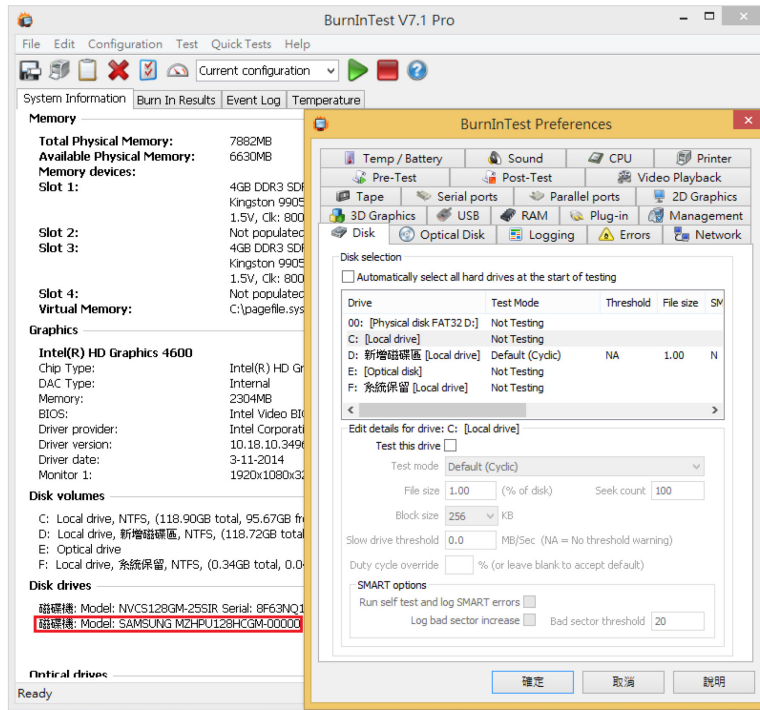 BurnInTest V7.1 Pro
File Edit Configuration Test Quick Tests Help
Current configuration
System Information Burn In Results Event Log Temperature
Memory
Total Physical Memory: 7882MB
Available Physical Memory: 6630MB
Memory devices:
Slot 1: 4GB DDR3 SDR
Kingston 9905
1.5V, Clk: 800
Slot 2: Not populated
Slot 3: 4GB DDR3 SDR
Kingston 9905
1.5V, Clk: 800
Slot 4: Not populated
Virtual Memory: C:\pagefile.sys
Graphics
Intel(R) HD Graphics 4600
Chip Type: Intel(R) HD Gr
DAC Type: Internal
Memory: 2304MB
BIOS: Intel Video BI
Driver provider: Intel Corporati
Driver version: 10.18.10.3496
Driver date: 3-11-2014
Monitor 1: 1920x1080x32
Disk volumes
C: Local drive, NTFS, (118.90GB total, 95.67GB fr
D: Local drive, 新增磁碟區, NTFS, (118.72GB total
E: Optical drive
F: Local drive, 系統保留, NTFS, (0.34GB total, 0.0
Disk drives
磁碟機: Model: NVCS128GM-25SIR Serial: 8F63NQ1
磁碟機: Model: SAMSUNG MZHPU128HCGM-00000
Optical drives
Ready
BurnInTest Preferences
Temp / Battery Sound CPU Printer
Pre-Test Post-Test Video Playback
Tape Serial ports Parallel ports 2D Graphics
3D Graphics USB RAM Plug-in Management
Disk Optical Disk Logging Errors Network
Disk selection
Automatically select all hard drives at the start of testing
Drive Test Mode Threshold File size SM
00: [Physical disk FAT32 D:] Not Testing
C: [Local drive] Not Testing
D: 新增磁碟區 [Local drive] Default (Cyclic) NA 1.00 N
E: [Optical disk] Not Testing
F: 系統保留 [Local drive] Not Testing
Edit details for drive: C: [Local drive]
Test this drive
Test mode Default (Cyclic)
File size 1.00 (% of disk) Seek count 100
Block size 256 KB
Slow drive threshold 0.0 MB/Sec (NA = No threshold warning)
Duty cycle override % (or leave blank to accept default)
SMART options
Run self test and log SMART errors
Log bad sector increase Bad sector threshold 20
確定 取消 說明